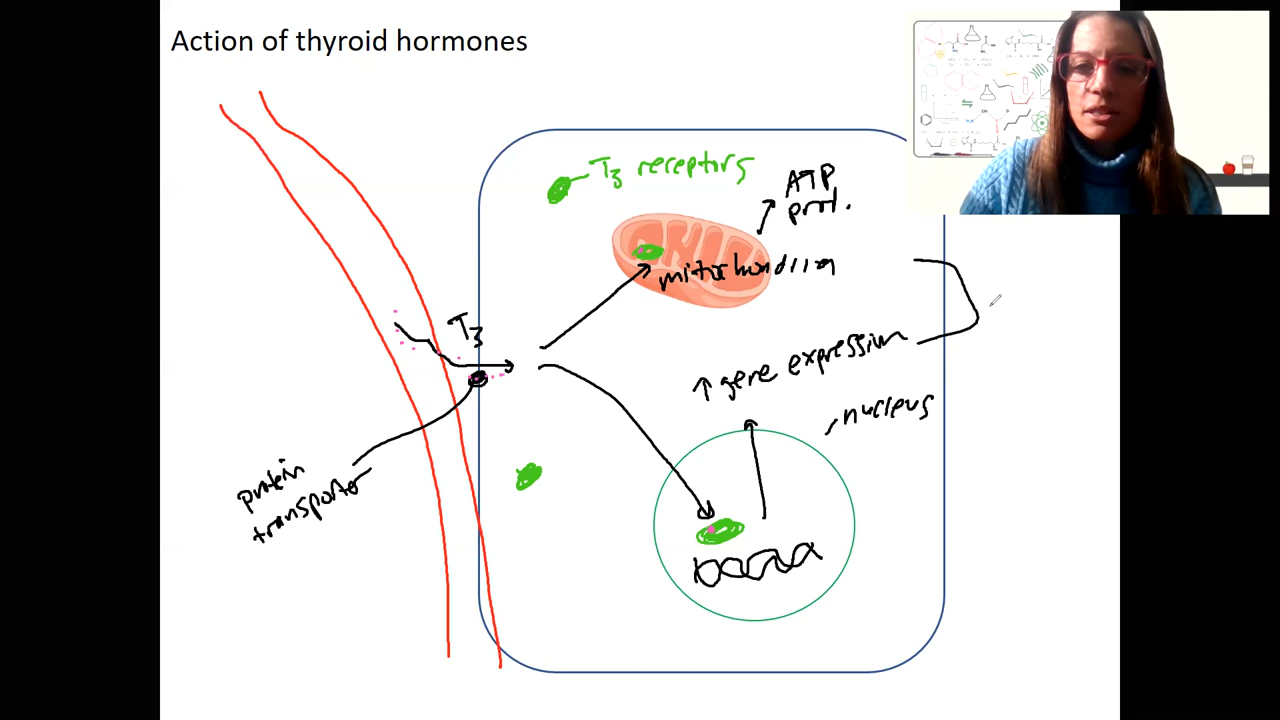 Action of thyroid hormones
T3 receptors
ATP
prod.
mitochondria
T3
↑ gene expression
nucleus
protein
transporter